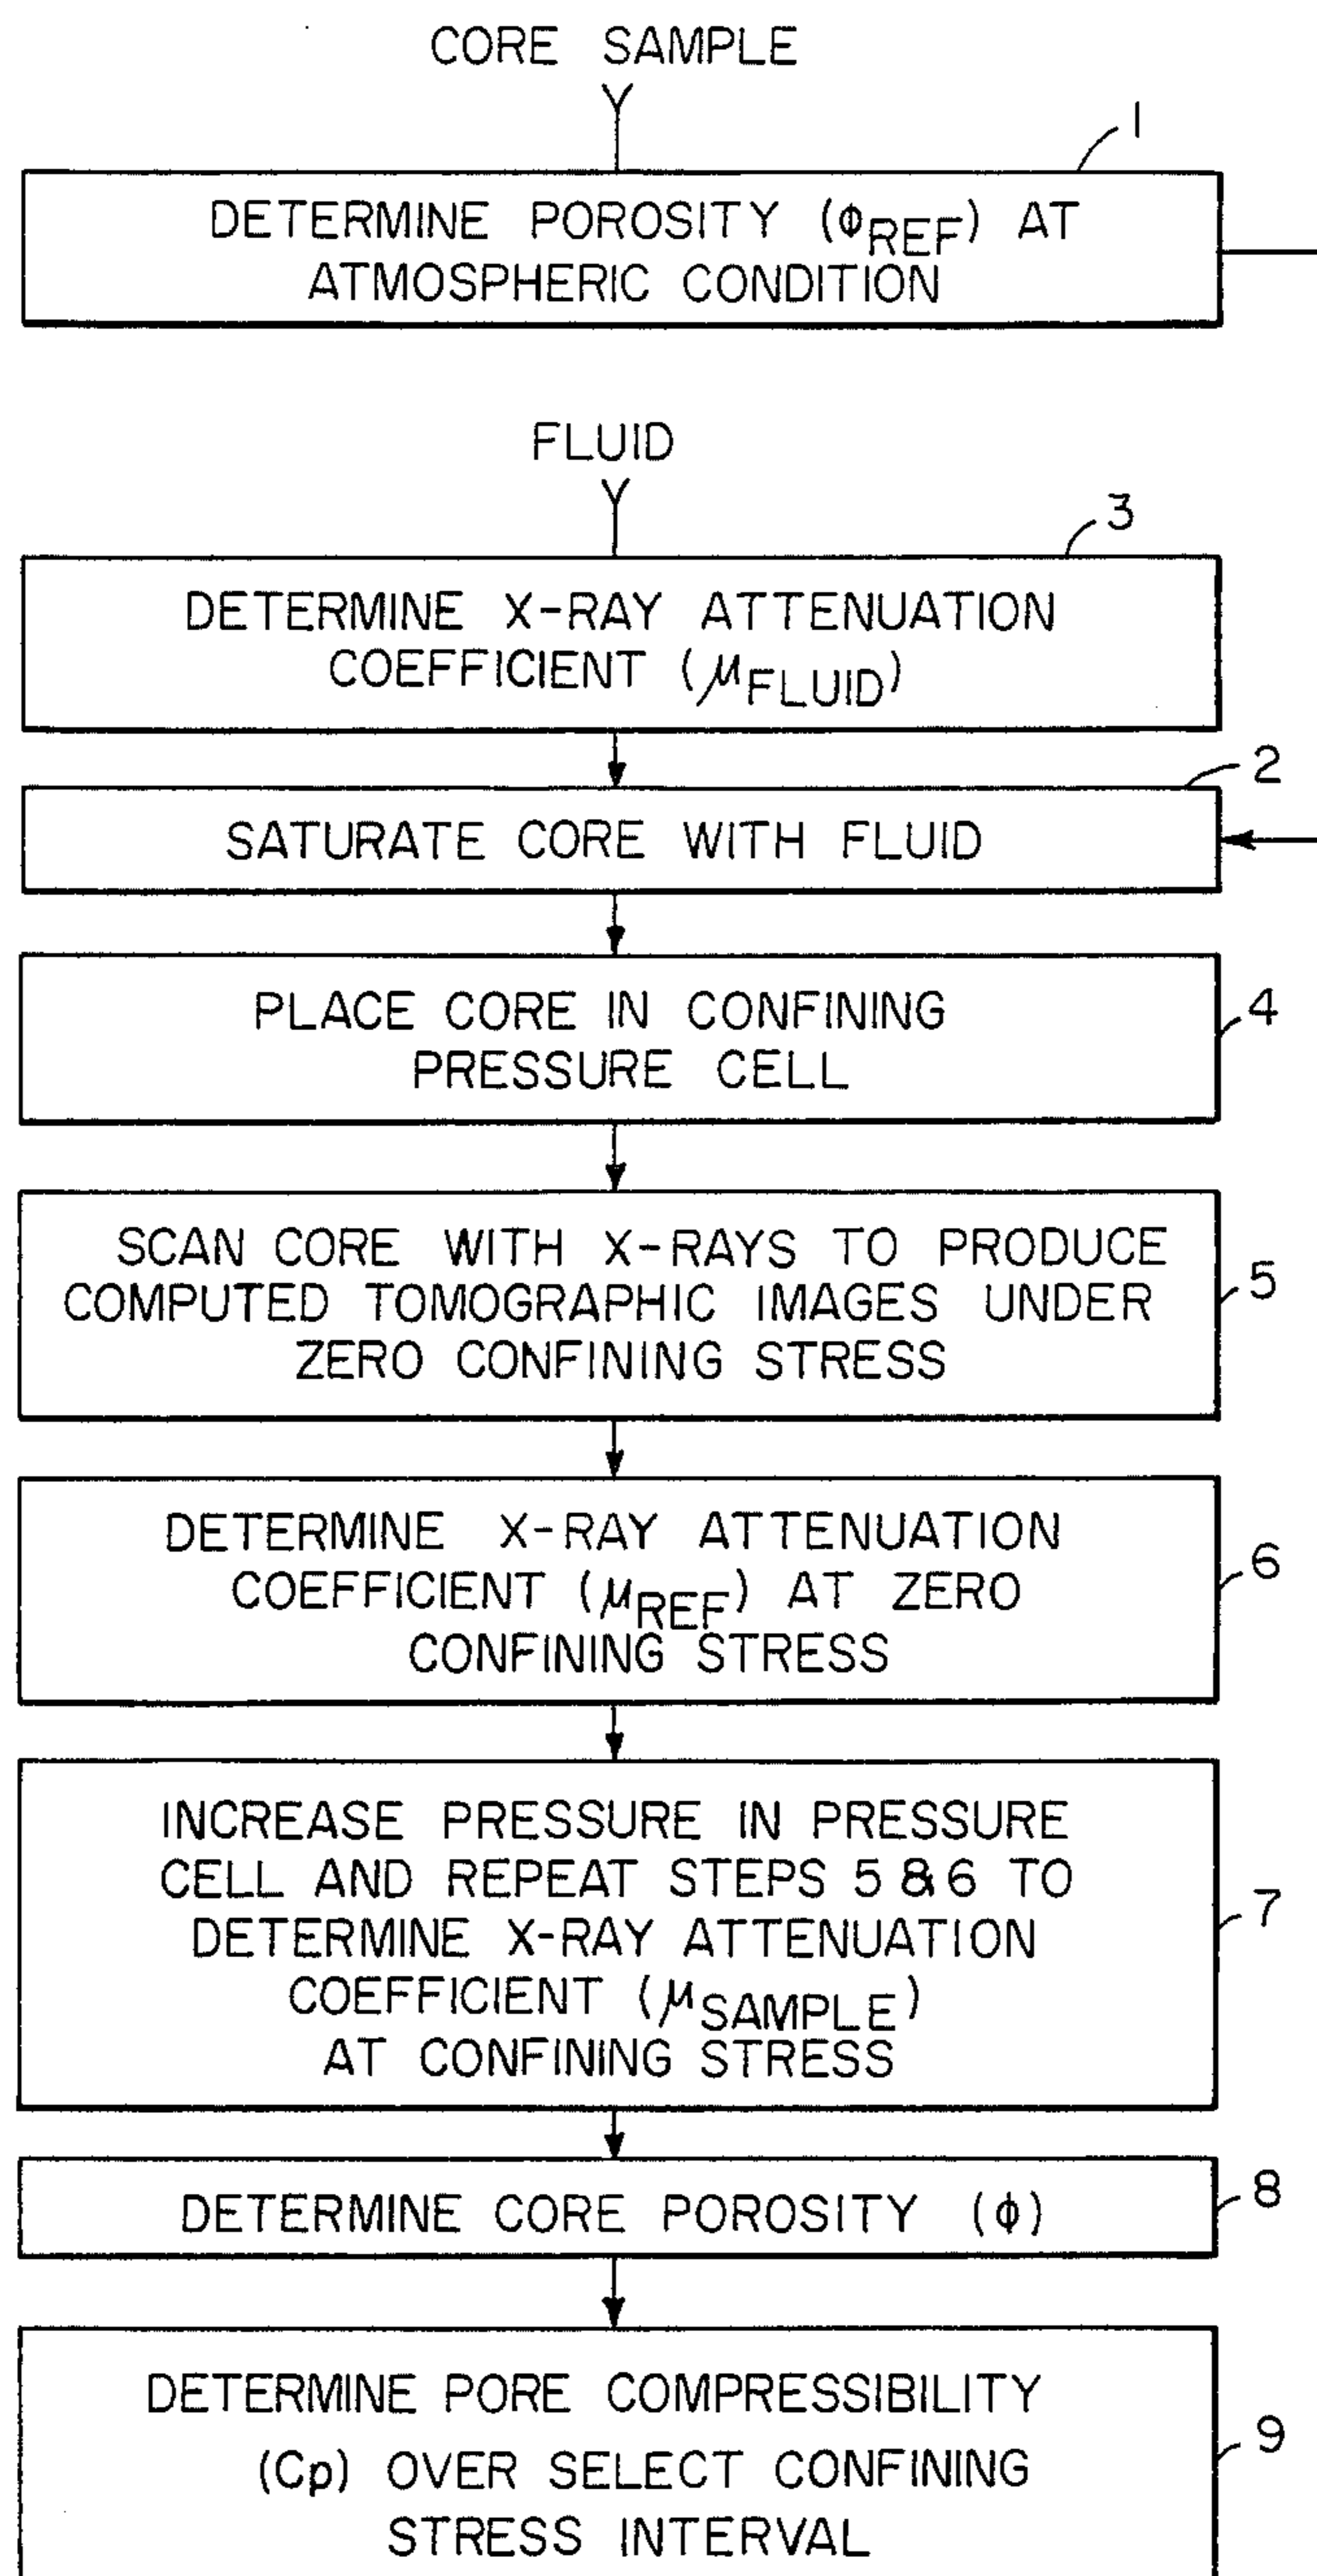 CORE SAMPLE
1
DETERMINE POROSITY (ΦREF) AT
ATMOSPHERIC CONDITION
FLUID
3
DETERMINE X-RAY ATTENUATION
COEFFICIENT (μFLUID)
2
SATURATE CORE WITH FLUID
PLACE CORE IN CONFINING
PRESSURE CELL
4
SCAN CORE WITH X-RAYS TO PRODUCE
COMPUTED TOMOGRAPHIC IMAGES UNDER
ZERO CONFINING STRESS
5
DETERMINE X-RAY ATTENUATION
COEFFICIENT (μREF) AT ZERO
CONFINING STRESS
6
INCREASE PRESSURE IN PRESSURE
CELL AND REPEAT STEPS 5 & 6 TO
DETERMINE X-RAY ATTENUATION
COEFFICIENT (μSAMPLE)
AT CONFINING STRESS
7
DETERMINE CORE POROSITY (Φ)
8
DETERMINE PORE COMPRESSIBILITY
(Cp) OVER SELECT CONFINING
STRESS INTERVAL
9